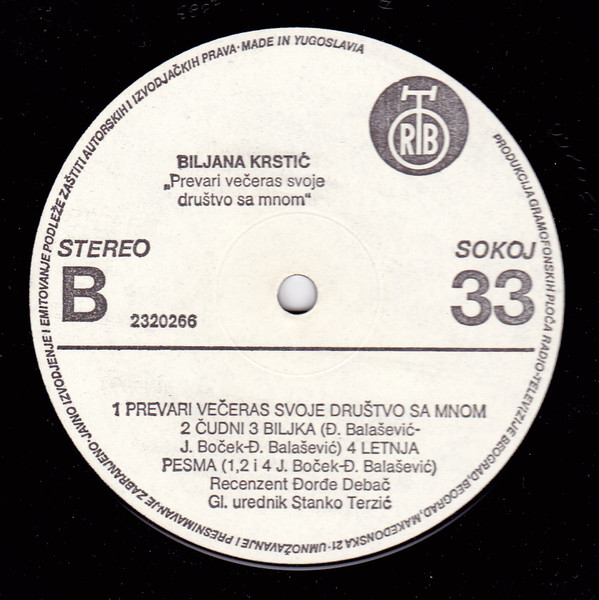 BILJANA KRSTIĆ
„Prevari večeras svoje
društvo sa mnom“
RTB
STEREO
SOKOJ
B
33
2320266
1 PREVARI VEČERAS SVOJE DRUŠTVO SA MNOM
2 ČUDNI 3 BILJKA (Đ. Balašević-
J. Boček-Đ. Balašević) 4 LETNJA
PESMA (1,2 i 4 J. Boček-Đ. Balašević)
Recenzent Đorđe Debač
Gl. urednik Stanko Terzić
PRODUKCIJA GRAMOFONSKIH PLOČA RADIO-TELEVIZIJE BEOGRAD, BEOGRAD, MAKEDONSKA 21 · UMNOŽAVANJE I PRESNIMAVANJE ZABRANJENO · JAVNO IZVODJENJE I EMITOVANJE PODLEŽE ZAŠTITI AUTORSKIH I IZVODJAČKIH PRAVA · MADE IN YUGOSLAVIA